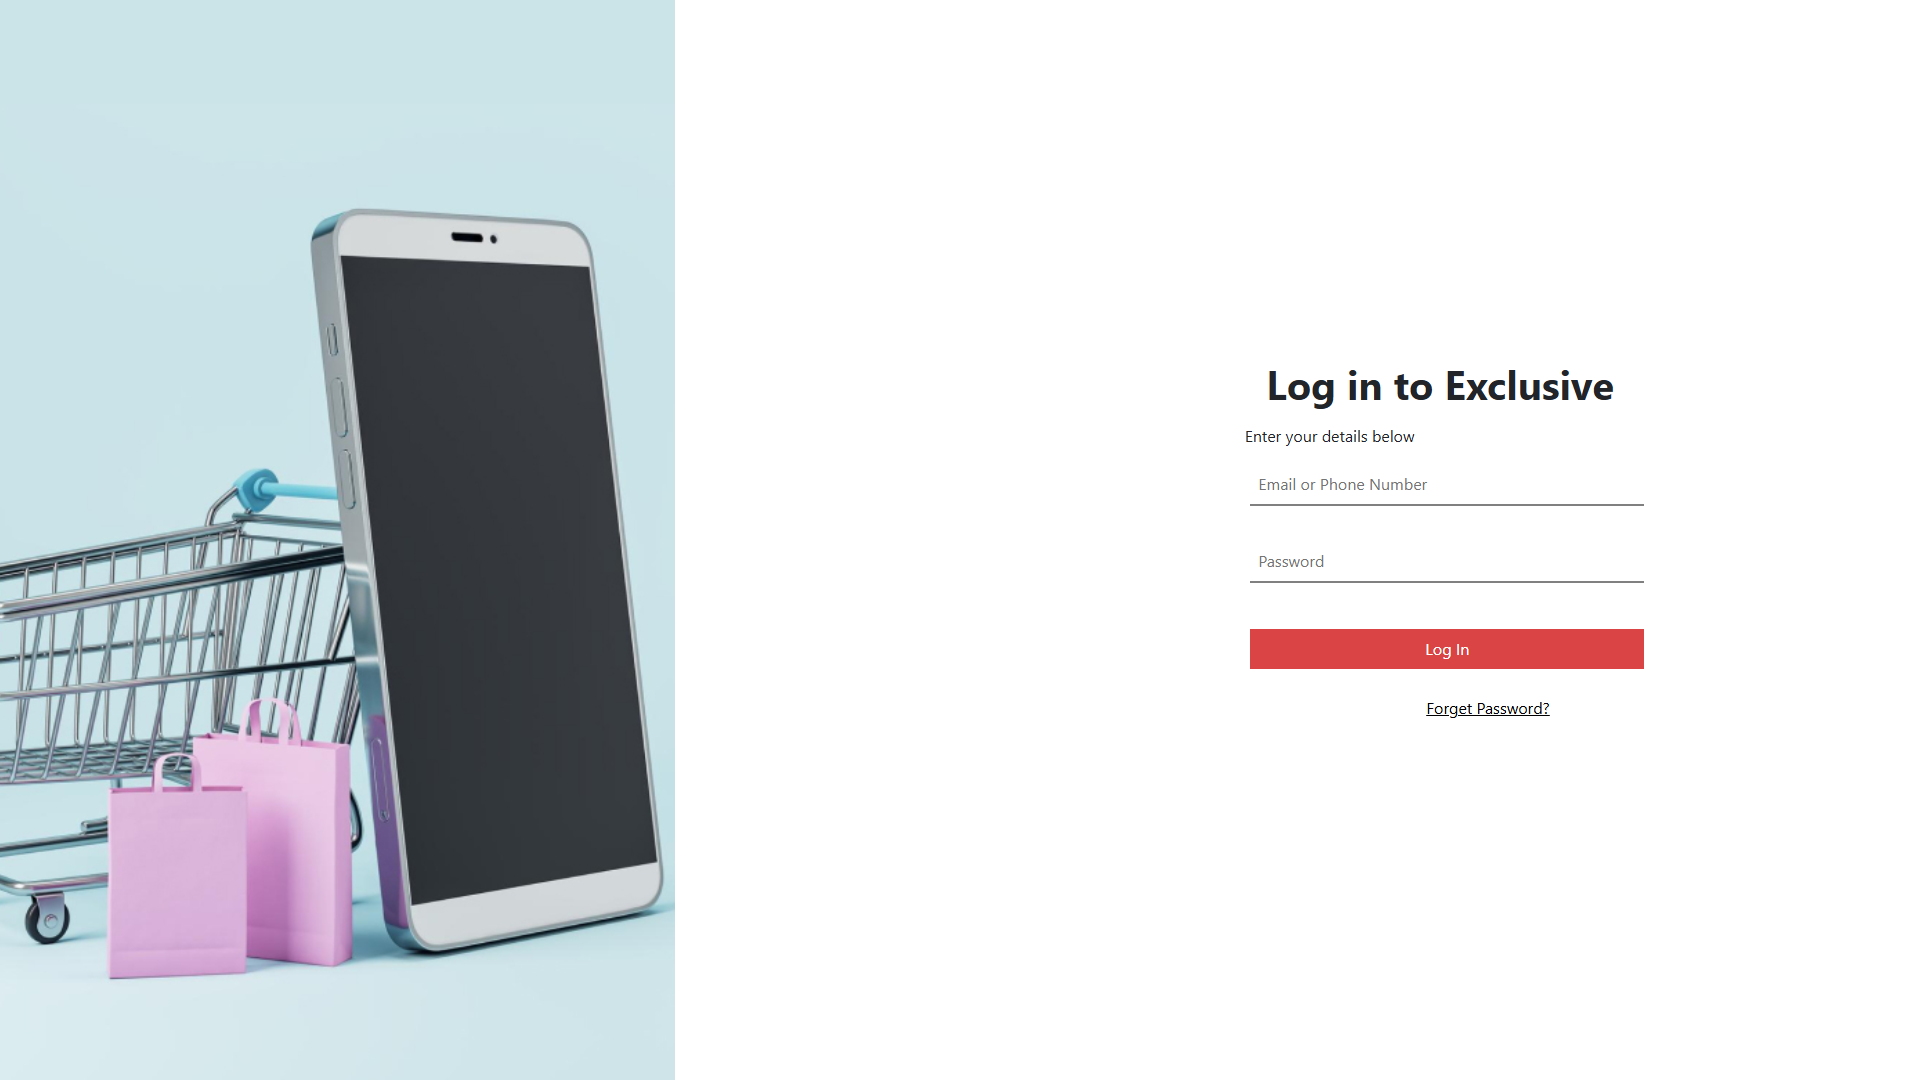 Log in to Exclusive
Enter your details below
Email or Phone Number
Password
Log In
Forget Password?